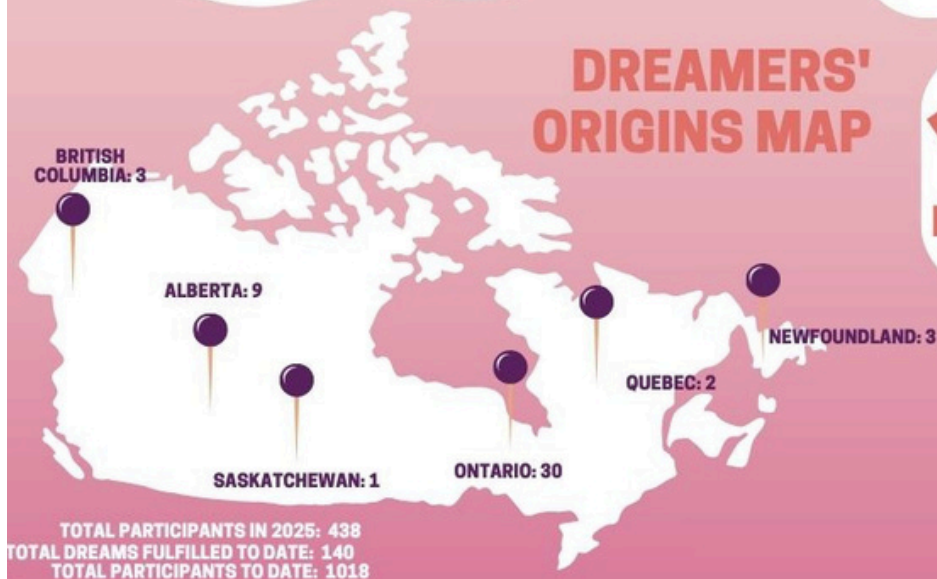 DREAMERS'
ORIGINS MAP
BRITISH
COLUMBIA: 3
ALBERTA: 9
NEWFOUNDLAND: 3
QUEBEC: 2
SASKATCHEWAN: 1
ONTARIO: 30
TOTAL PARTICIPANTS IN 2025: 438
TOTAL DREAMS FULFILLED TO DATE: 140
TOTAL PARTICIPANTS TO DATE: 1018